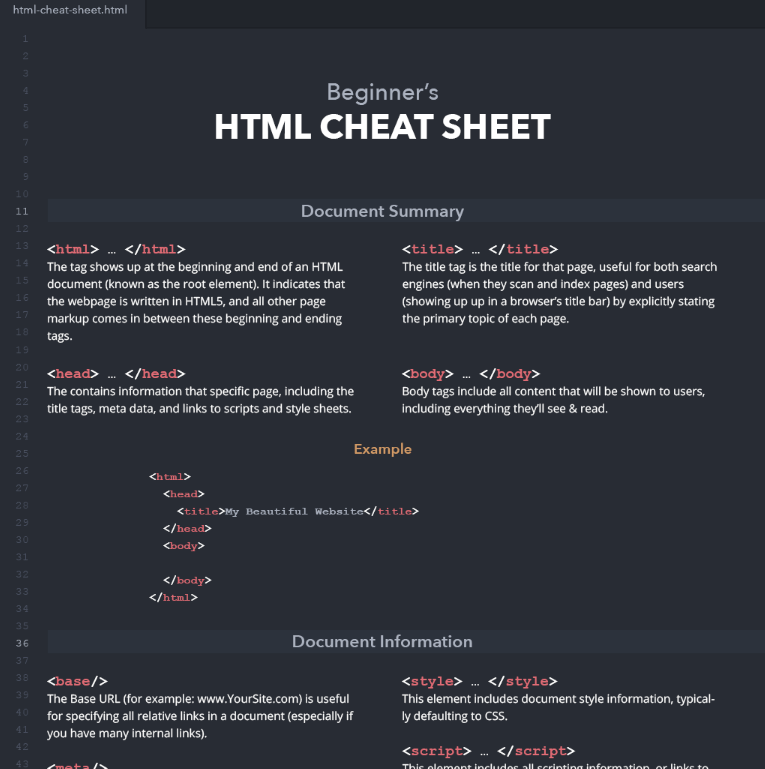 html-cheat-sheet.html
Beginner's
HTML CHEAT SHEET
Document Summary
<html> … </html>
The tag shows up at the beginning and end of an HTML
document (known as the root element). It indicates that
the webpage is written in HTML5, and all other page
markup comes in between these beginning and ending
tags.
<title> … </title>
The title tag is the title for that page, useful for both search
engines (when they scan and index pages) and users
(showing up up in a browser's title bar) by explicitly stating
the primary topic of each page.
<head> … </head>
The contains information that specific page, including the
title tags, meta data, and links to scripts and style sheets.
<body> … </body>
Body tags include all content that will be shown to users,
including everything they'll see & read.
Example
<html>
<head>
<title>My Beautiful Website</title>
</head>
<body>
</body>
</html>
Document Information
<base/>
The Base URL (for example: www.YourSite.com) is useful
for specifying all relative links in a document (especially if
you have many internal links).
<style> … </style>
This element includes document style information, typical-
ly defaulting to CSS.
<meta/>
<script> … </script>
This element includes all scripting information, or links to
1
2
3
4
5
6
7
8
9
10
11
12
13
14
15
16
17
18
19
20
21
22
23
24
25
26
27
28
29
30
31
32
33
34
35
36
37
38
39
40
41
42
43